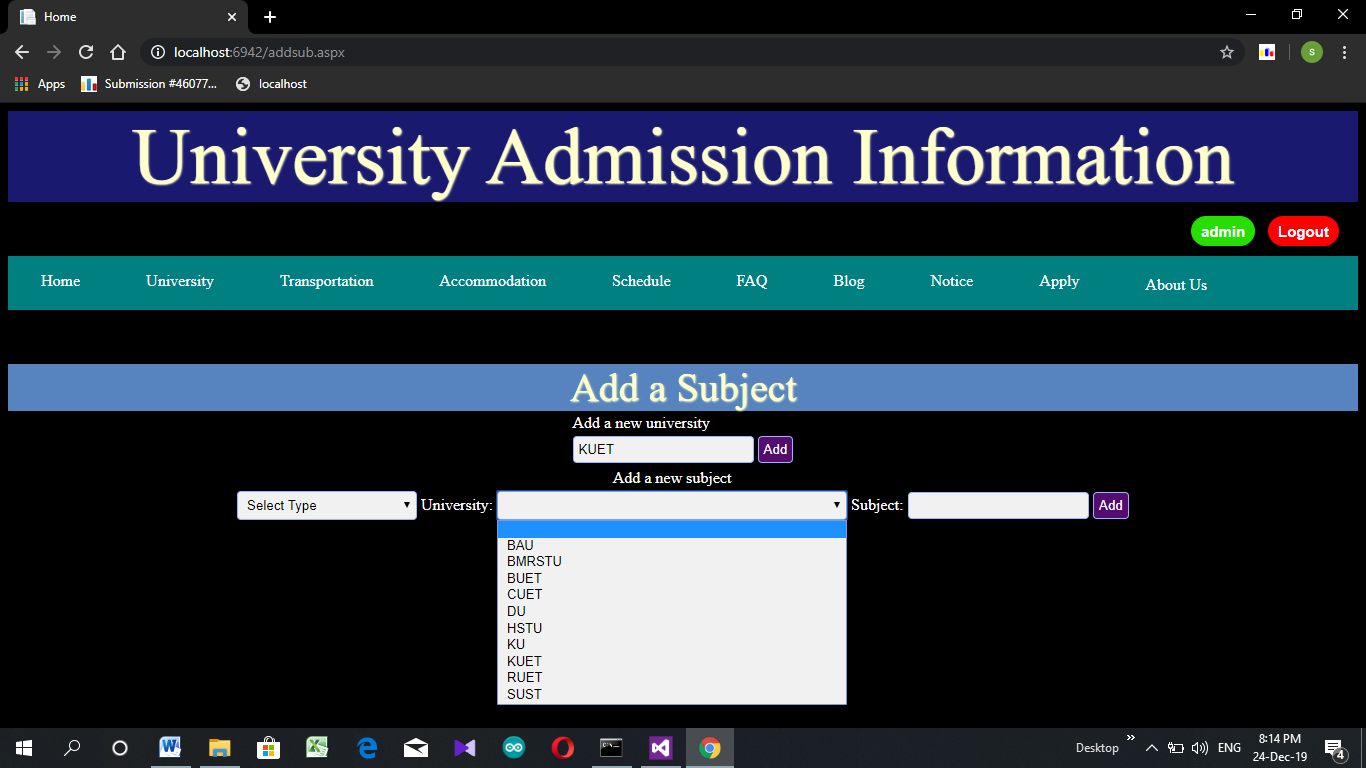 Home
localhost:6942/addsub.aspx
s
Apps Submission #46077... localhost
University Admission Information
admin Logout
Home University Transportation Accommodation Schedule FAQ Blog Notice Apply About Us
Add a Subject
Add a new university
KUET Add
Add a new subject
Select Type University: Subject: Add
BAU
BMRSTU
BUET
CUET
DU
HSTU
KU
KUET
RUET
SUST
Desktop ENG 8:14 PM
24-Dec-19 4